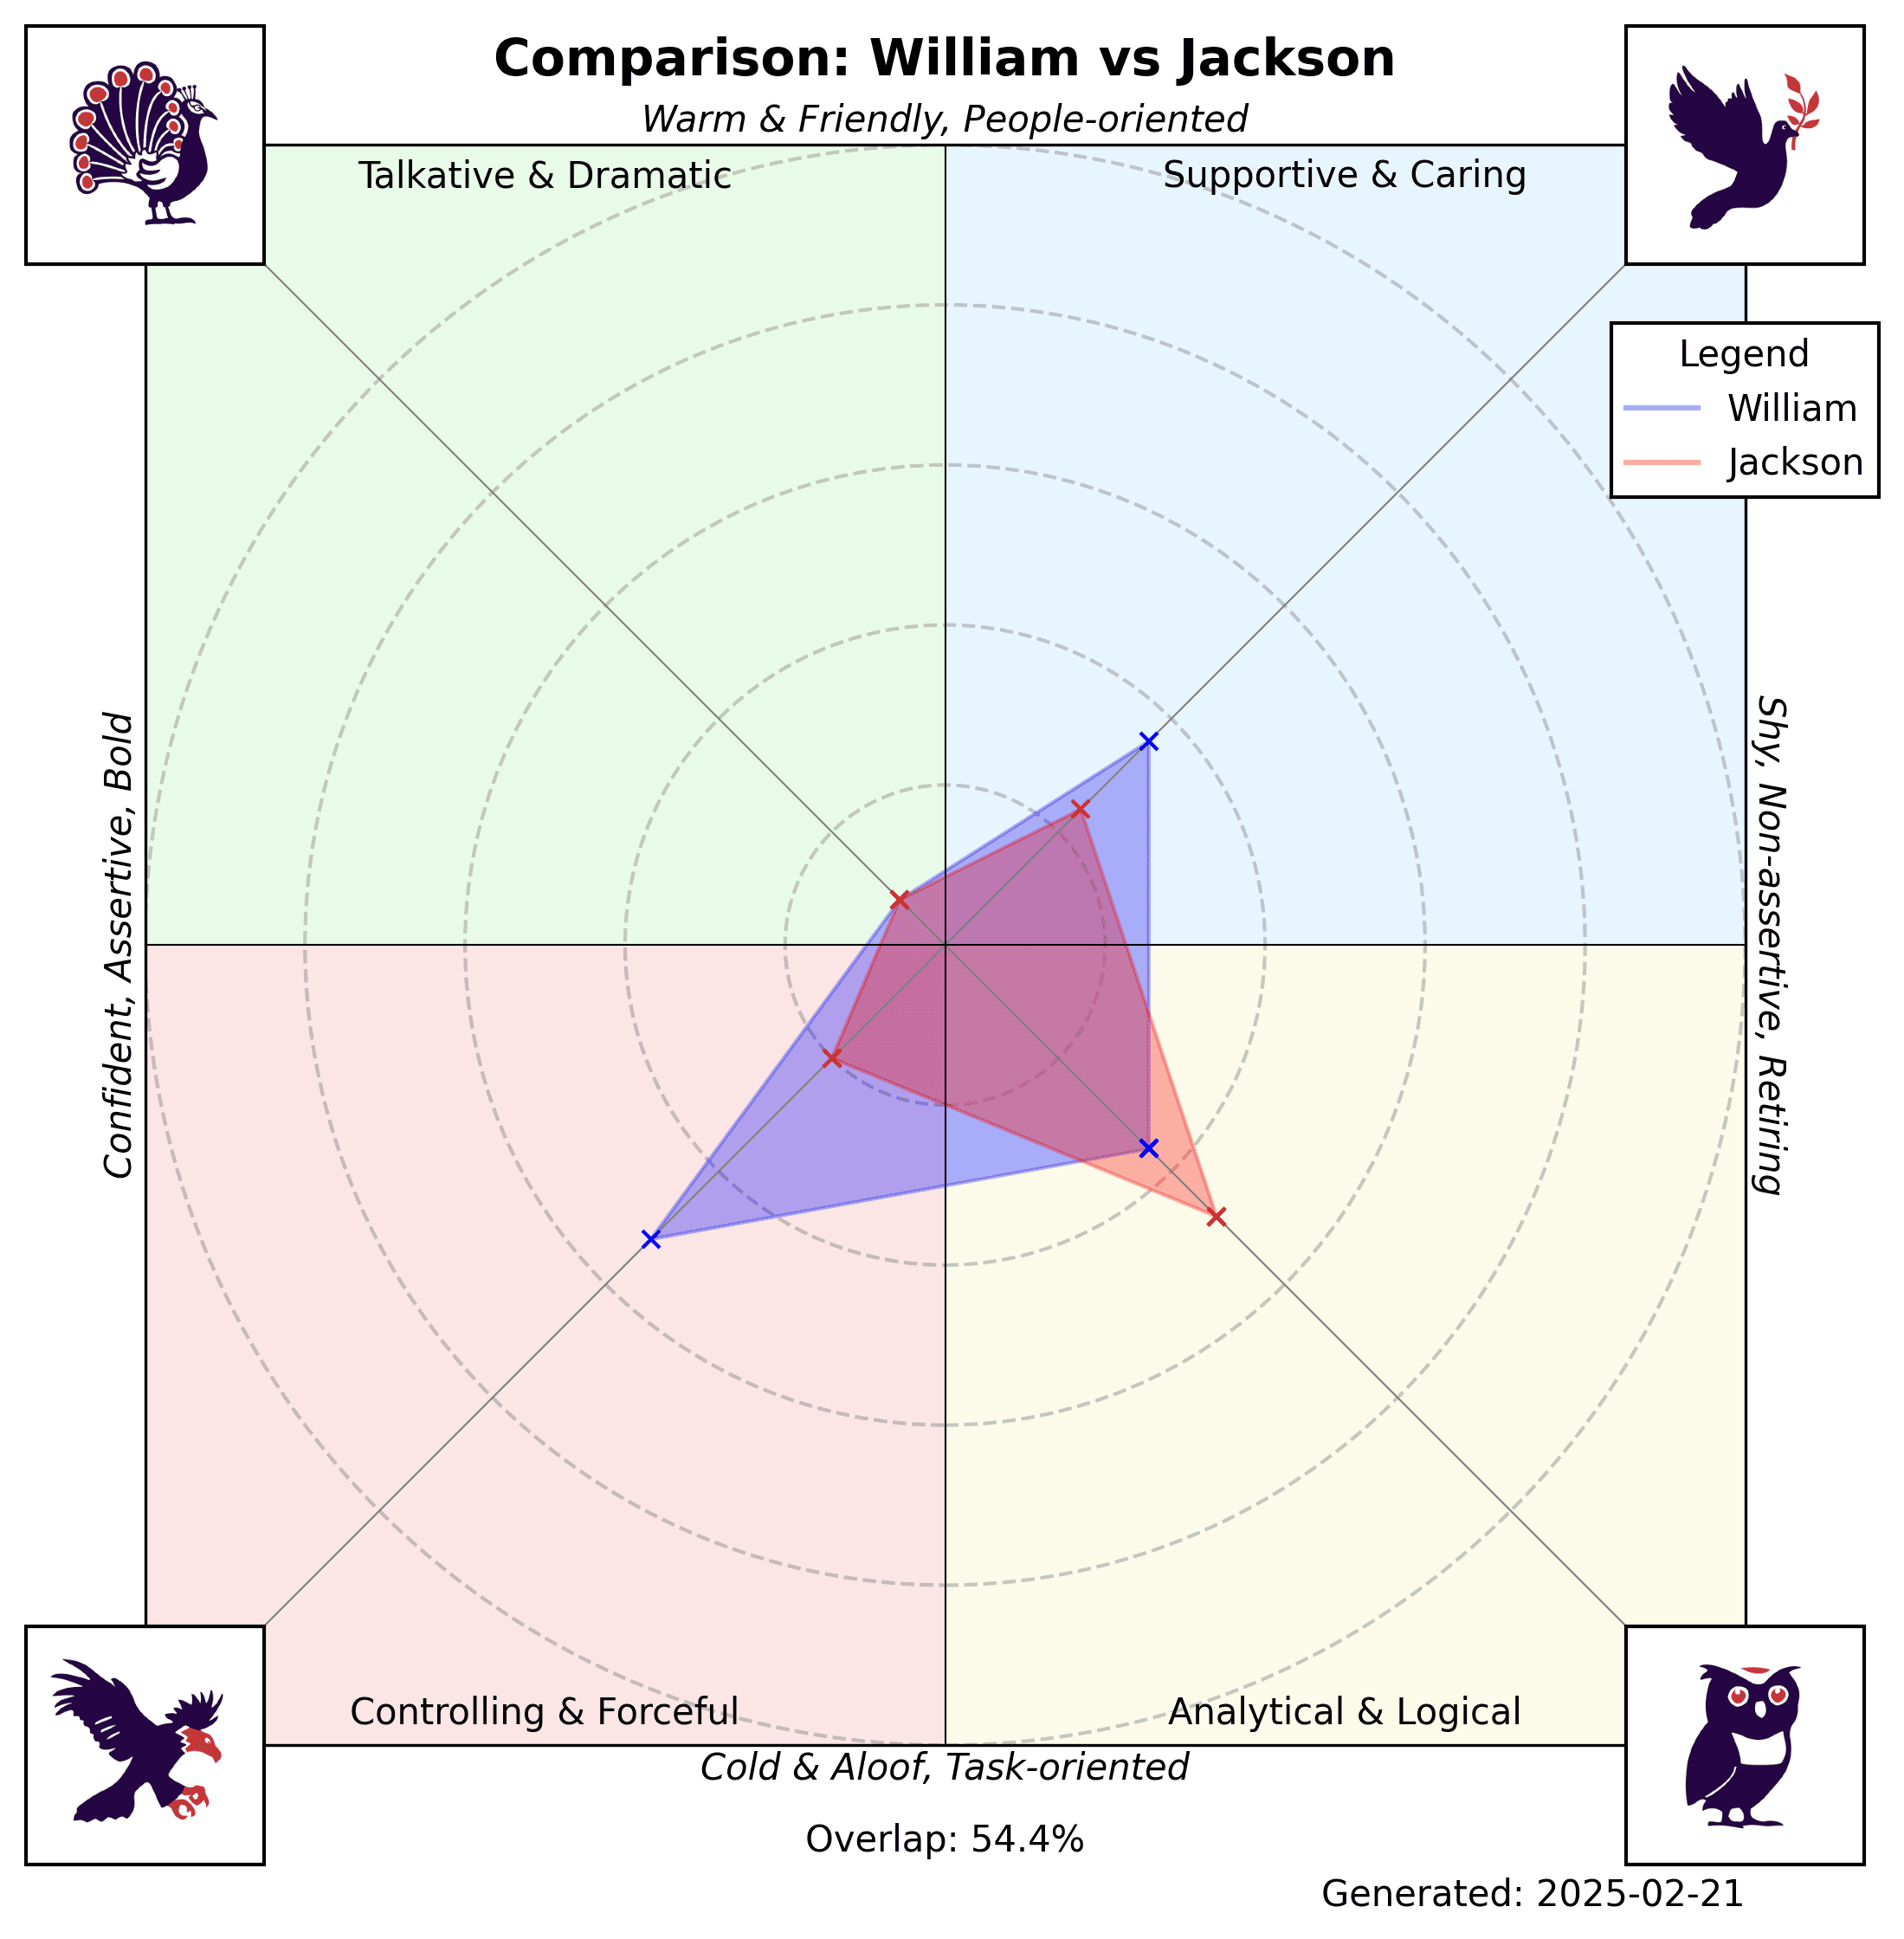 Comparison: William vs Jackson
Warm & Friendly, People-oriented
Talkative & Dramatic
Supportive & Caring
Legend
William
Jackson
Confident, Assertive, Bold
Shy, Non-assertive, Retiring
Controlling & Forceful
Analytical & Logical
Cold & Aloof, Task-oriented
Overlap: 54.4%
Generated: 2025-02-21